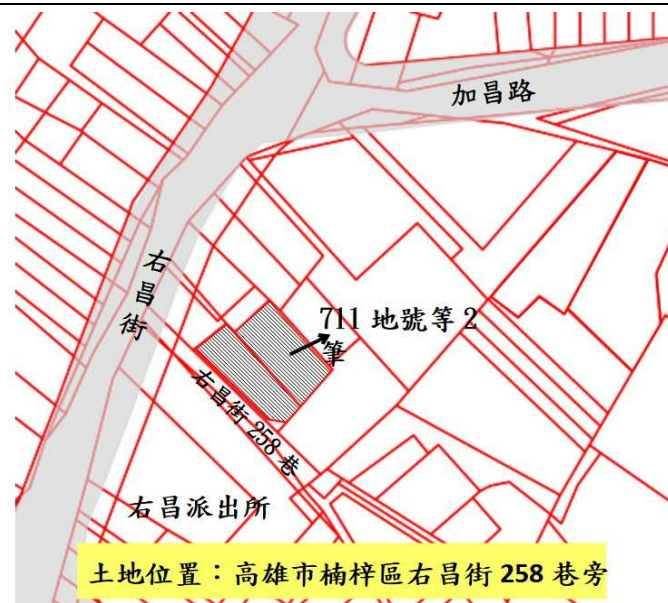 加昌路
右昌街
711 地號等 2
筆
右昌街 258 巷
右昌派出所
土地位置：高雄市楠梓區右昌街 258 巷旁